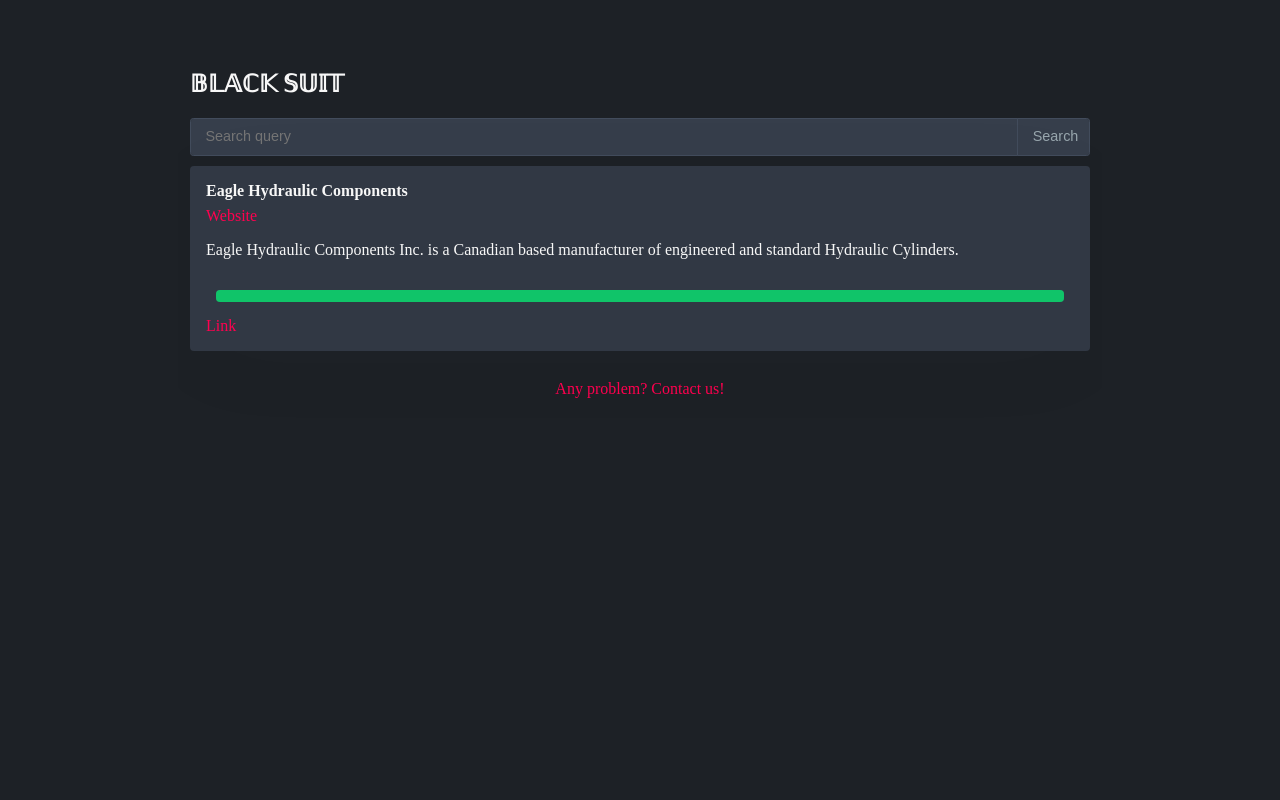 BLACK SUIT
Search query
Search
Eagle Hydraulic Components
Website
Eagle Hydraulic Components Inc. is a Canadian based manufacturer of engineered and standard Hydraulic Cylinders.
Link
Any problem? Contact us!